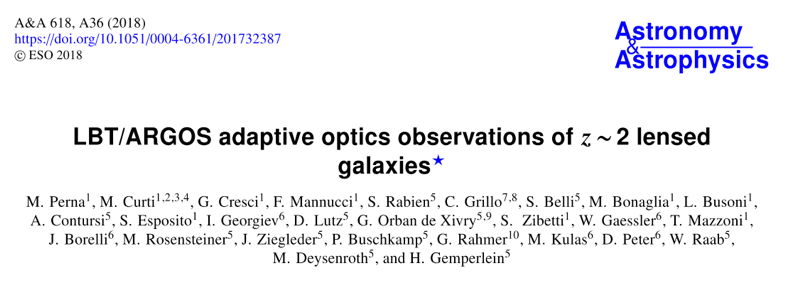 A&A 618, A36 (2018)
https://doi.org/10.1051/0004-6361/201732387
© ESO 2018
Astronomy
&
Astrophysics
LBT/ARGOS adaptive optics observations of z ~ 2 lensed
galaxies★
M. Perna1, M. Curti1,2,3,4, G. Cresci1, F. Mannucci1, S. Rabien5, C. Grillo7,8, S. Belli5, M. Bonaglia1, L. Busoni1,
A. Contursi5, S. Esposito1, I. Georgiev6, D. Lutz5, G. Orban de Xivry5,9, S. Zibetti1, W. Gaessler6, T. Mazzoni1,
J. Borelli6, M. Rosensteiner5, J. Ziegleder5, P. Buschkamp5, G. Rahmer10, M. Kulas6, D. Peter6, W. Raab5,
M. Deysenroth5, and H. Gemperlein5